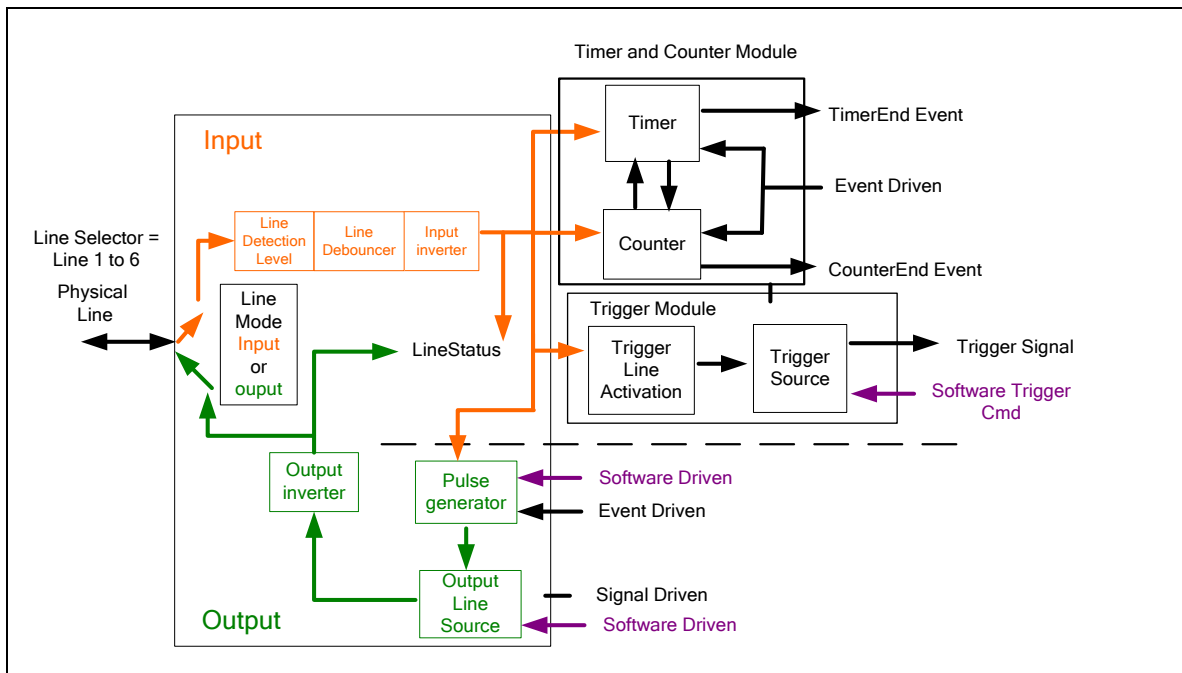 Timer and Counter Module
Timer
TimerEnd Event
Input
Event Driven
Line
Detection
Level
Line
Debouncer
Input
inverter
Counter
CounterEnd Event
Line Selector =
Line 1 to 6
Physical
Line
Line
Mode
Input
or
ouput
LineStatus
Trigger Module
Trigger
Line
Activation
Trigger
Source
Trigger Signal
Software Trigger
Cmd
Output
inverter
Pulse
generator
Software Driven
Event Driven
Output
Line
Source
Signal Driven
Software Driven
Output